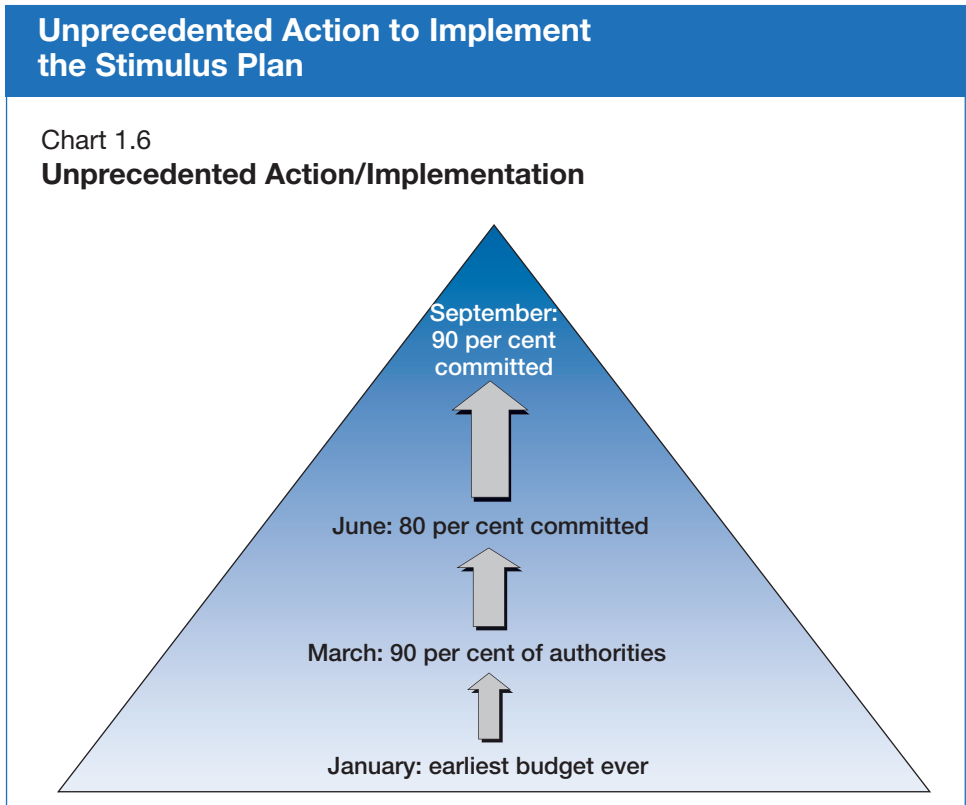 Unprecedented Action to Implement
the Stimulus Plan
Chart 1.6
Unprecedented Action/Implementation
September:
90 per cent
committed
June: 80 per cent committed
March: 90 per cent of authorities
January: earliest budget ever